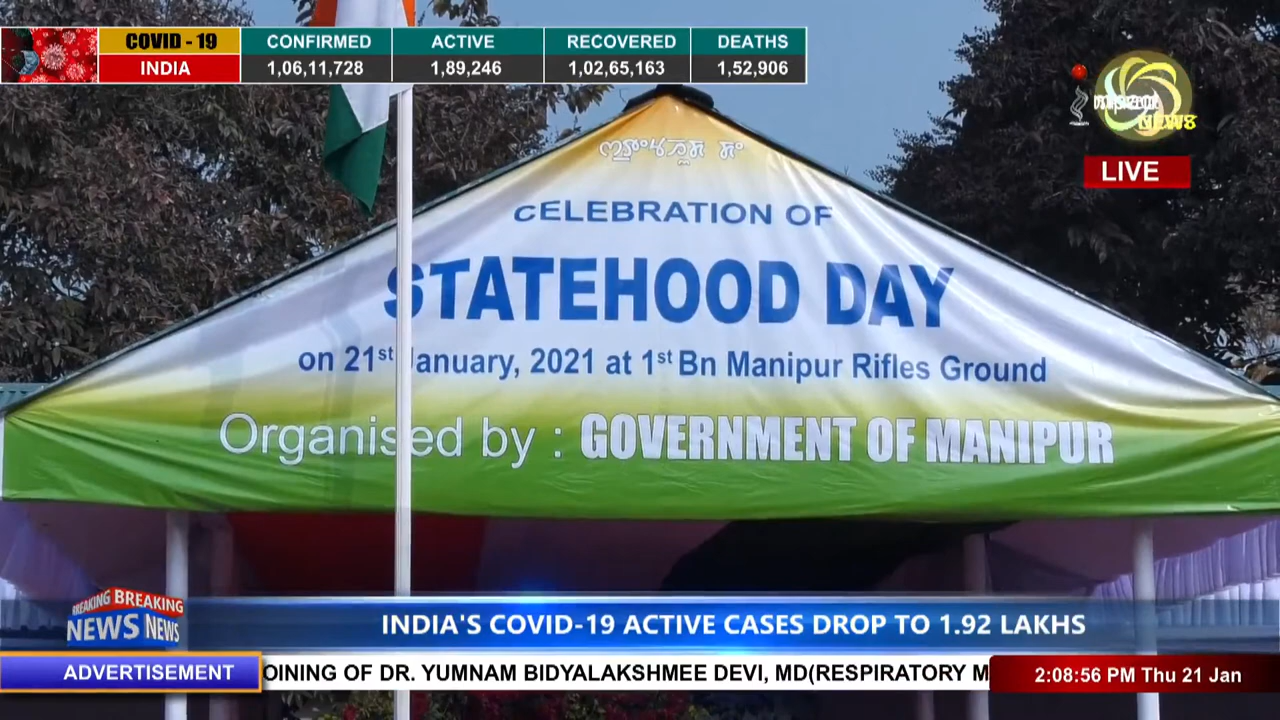 COVID - 19
INDIA
CONFIRMED
1,06,11,728
ACTIVE
1,89,246
RECOVERED
1,02,65,163
DEATHS
1,52,906
NEWS
LIVE
CELEBRATION OF
STATEHOOD DAY
on 21st January, 2021 at 1st Bn Manipur Rifles Ground
Organised by : GOVERNMENT OF MANIPUR
BREAKING BREAKING
NEWS NEWS
INDIA'S COVID-19 ACTIVE CASES DROP TO 1.92 LAKHS
ADVERTISEMENT
OINING OF DR. YUMNAM BIDYALAKSHMEE DEVI, MD(RESPIRATORY M
2:08:56 PM Thu 21 Jan